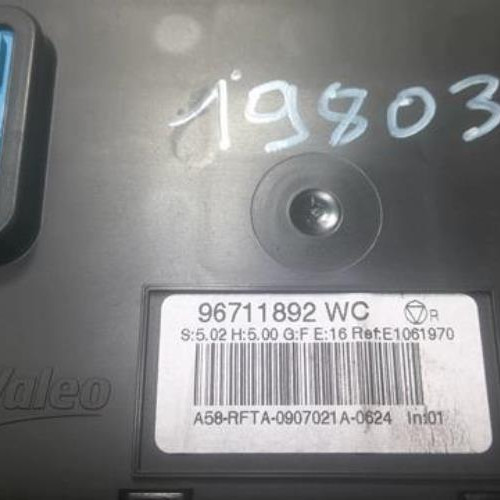 19803
96711892 WC
R
S:5.02 H:5.00 G:F E:16 Ref:E1061970
Valeo
A58-RFTA-0907021A-0624 In:01